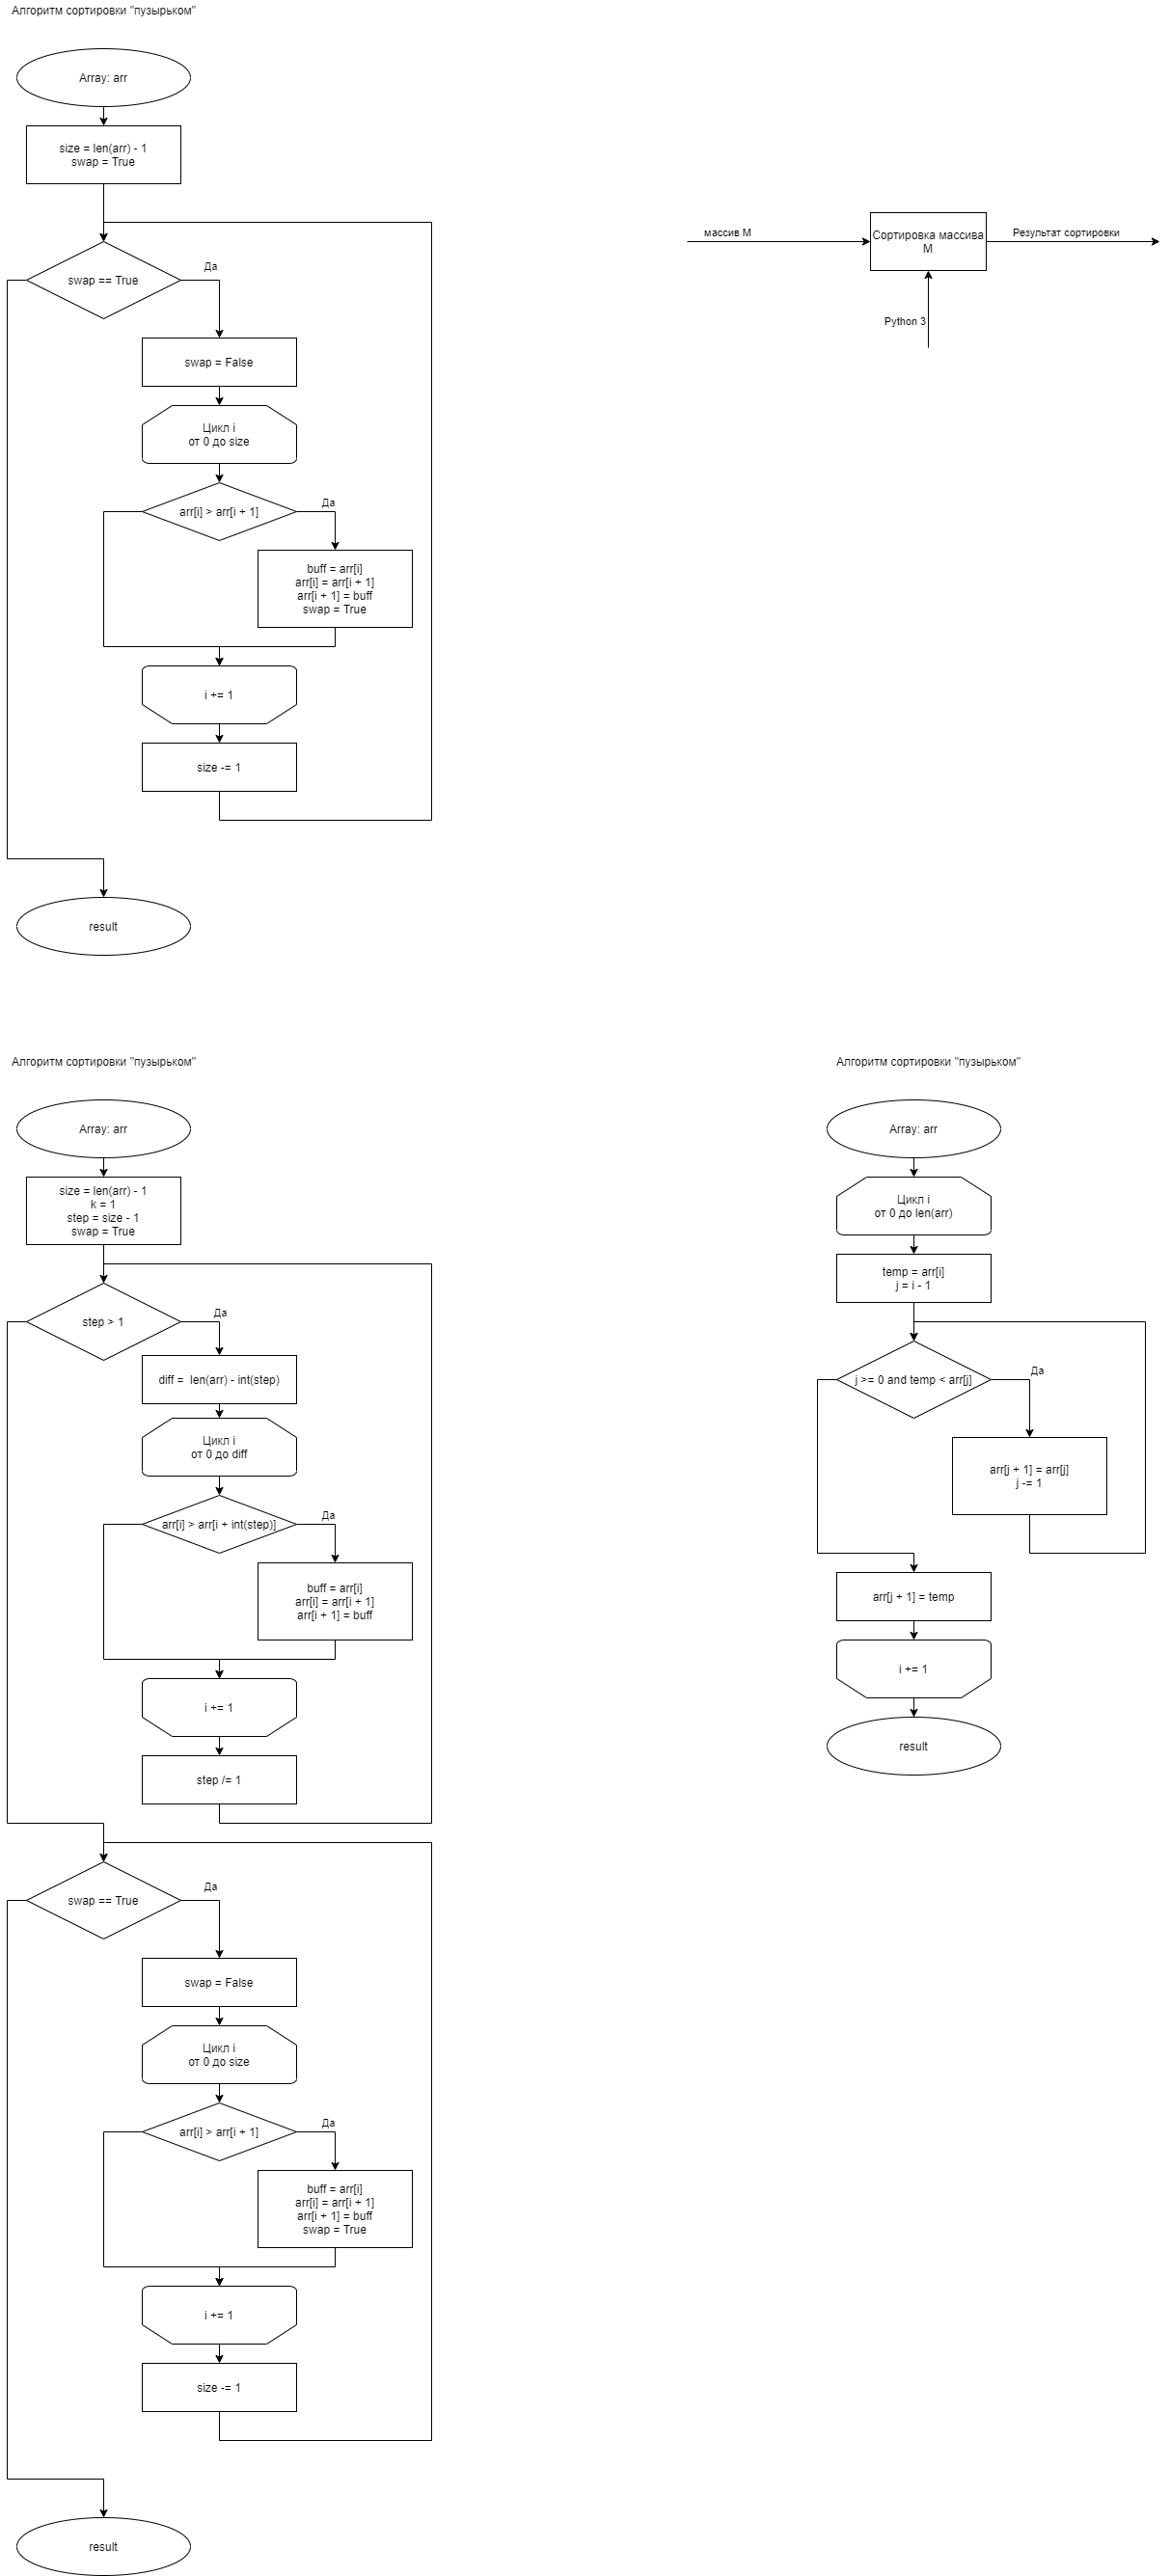 Алгоритм сортировки "пузырьком"
Array: arr
size = len(arr) - 1
swap = True
swap == True
Да
swap = False
Цикл i
от 0 до size
arr[i] > arr[i + 1]
Да
buff = arr[i]
arr[i] = arr[i + 1]
arr[i + 1] = buff
swap = True
i += 1
size -= 1
result
массив М
Сортировка массива
М
Результат сортировки
Python 3
Алгоритм сортировки "пузырьком"
Array: arr
size = len(arr) - 1
k = 1
step = size - 1
swap = True
step > 1
Да
diff =  len(arr) - int(step)
Цикл i
от 0 до diff
arr[i] > arr[i + int(step)]
Да
buff = arr[i]
arr[i] = arr[i + 1]
arr[i + 1] = buff
i += 1
step /= 1
swap == True
Да
swap = False
Цикл i
от 0 до size
arr[i] > arr[i + 1]
Да
buff = arr[i]
arr[i] = arr[i + 1]
arr[i + 1] = buff
swap = True
i += 1
size -= 1
result
Алгоритм сортировки "пузырьком"
Array: arr
Цикл i
от 0 до len(arr)
temp = arr[i]
j = i - 1
j >= 0 and temp < arr[j]
Да
arr[j + 1] = arr[j]
j -= 1
arr[j + 1] = temp
i += 1
result